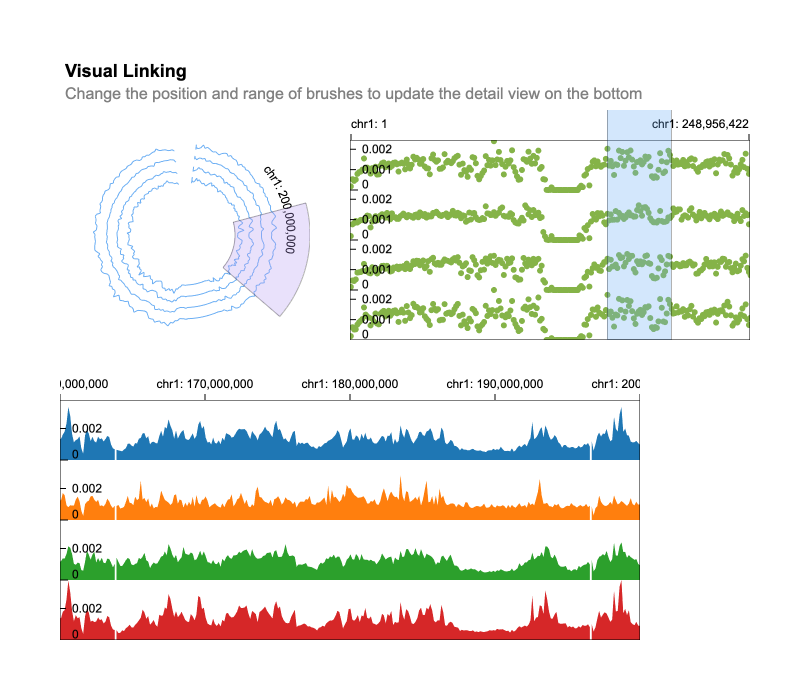 Visual Linking
Change the position and range of brushes to update the detail view on the bottom
chr1: 1
chr1: 248,956,422
chr1: 200,000,000
0.002
0.001
0
0.002
0.001
0
0.002
0.001
0
0.002
0.001
0
0,000,000
chr1: 170,000,000
chr1: 180,000,000
chr1: 190,000,000
chr1: 200
0.002
0
0.002
0
0.002
0
0.002
0